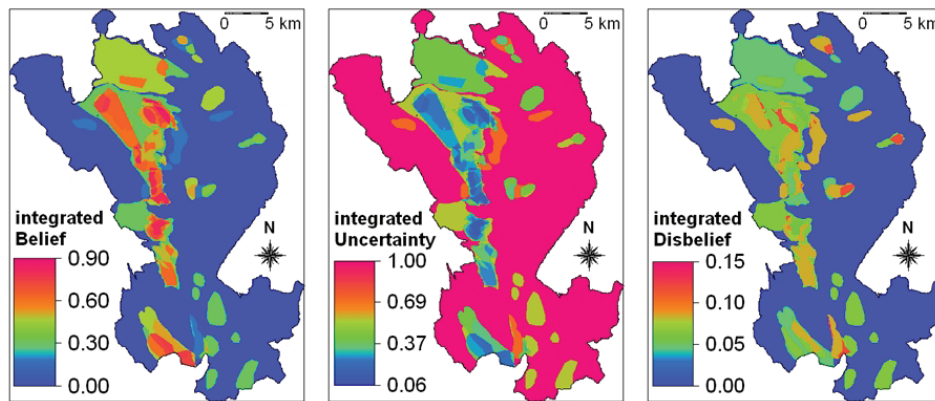 0 5 km
N
integrated
Belief
0.90
0.60
0.30
0.00
0 5 km
N
integrated
Uncertainty
1.00
0.69
0.37
0.06
0 5 km
N
integrated
Disbelief
0.15
0.10
0.05
0.00